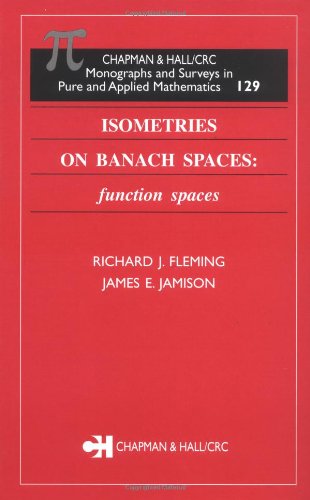 π
CHAPMAN & HALL/CRC
Monographs and Surveys in
Pure and Applied Mathematics 129
ISOMETRIES
ON BANACH SPACES:
function spaces
RICHARD J. FLEMING
JAMES E. JAMISON
CH CHAPMAN & HALL/CRC